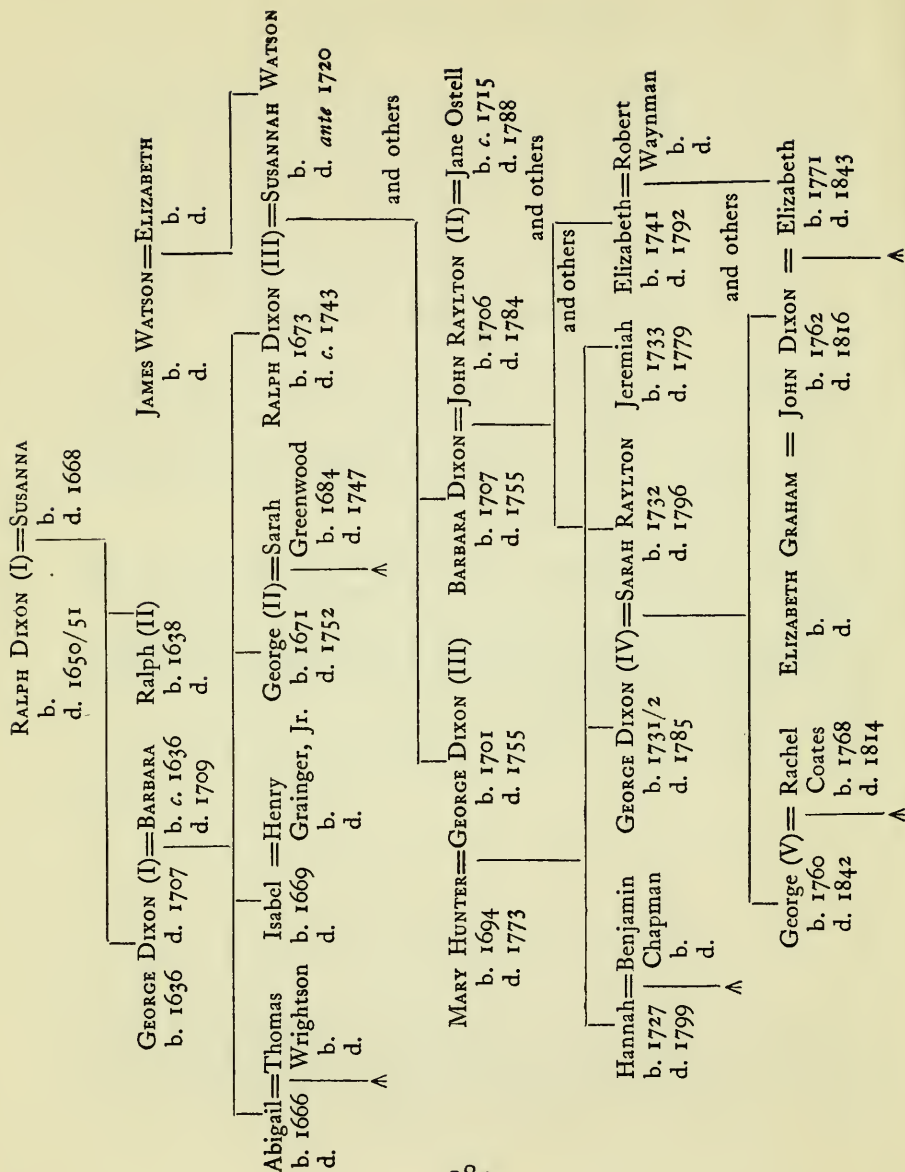 RALPH DIXON (I)=SUSANNA
b.
d. 1650/51
b.
d. 1668
GEORGE DIXON (I)=BARBARA
b. 1636 d. 1707
b. c. 1636
d. 1709
Ralph (II)
b. 1638
d.
JAMES WATSON=ELIZABETH
b.
d.
b.
d.
Abigail=Thomas
Wrightson
b. 1666
d.
b.
d.
Isabel =Henry
Grainger, Jr.
b. 1669
d.
b.
d.
George (II)=Sarah
Greenwood
b. 1671
d. 1752
b. 1684
d. 1747
RALPH DIXON (III)=SUSANNAH WATSON
b. 1673
d. c. 1743
b.
d. ante 1720
and others
MARY HUNTER=GEORGE DIXON (III)
b. 1694
d. 1773
b. 1701
d. 1755
BARBARA DIXON=JOHN RAYLTON (II)=Jane Ostell
b. 1707
d. 1755
b. 1706
d. 1784
b. c. 1715
d. 1788
and others
and others
Hannah=Benjamin
Chapman
b. 1727
d. 1799
b.
d.
GEORGE DIXON (IV)=SARAH RAYLTON
b. 1731/2
d. 1785
b. 1732
d. 1796
Jeremiah
b. 1733
d. 1779
Elizabeth=Robert
Waynman
b. 1741
d. 1792
b.
d.
and others
George (V)= Rachel
Coates
b. 1760
d. 1842
b. 1768
d. 1814
ELIZABETH GRAHAM = JOHN DIXON = Elizabeth
b.
d.
b. 1762
d. 1816
b. 1771
d. 1843